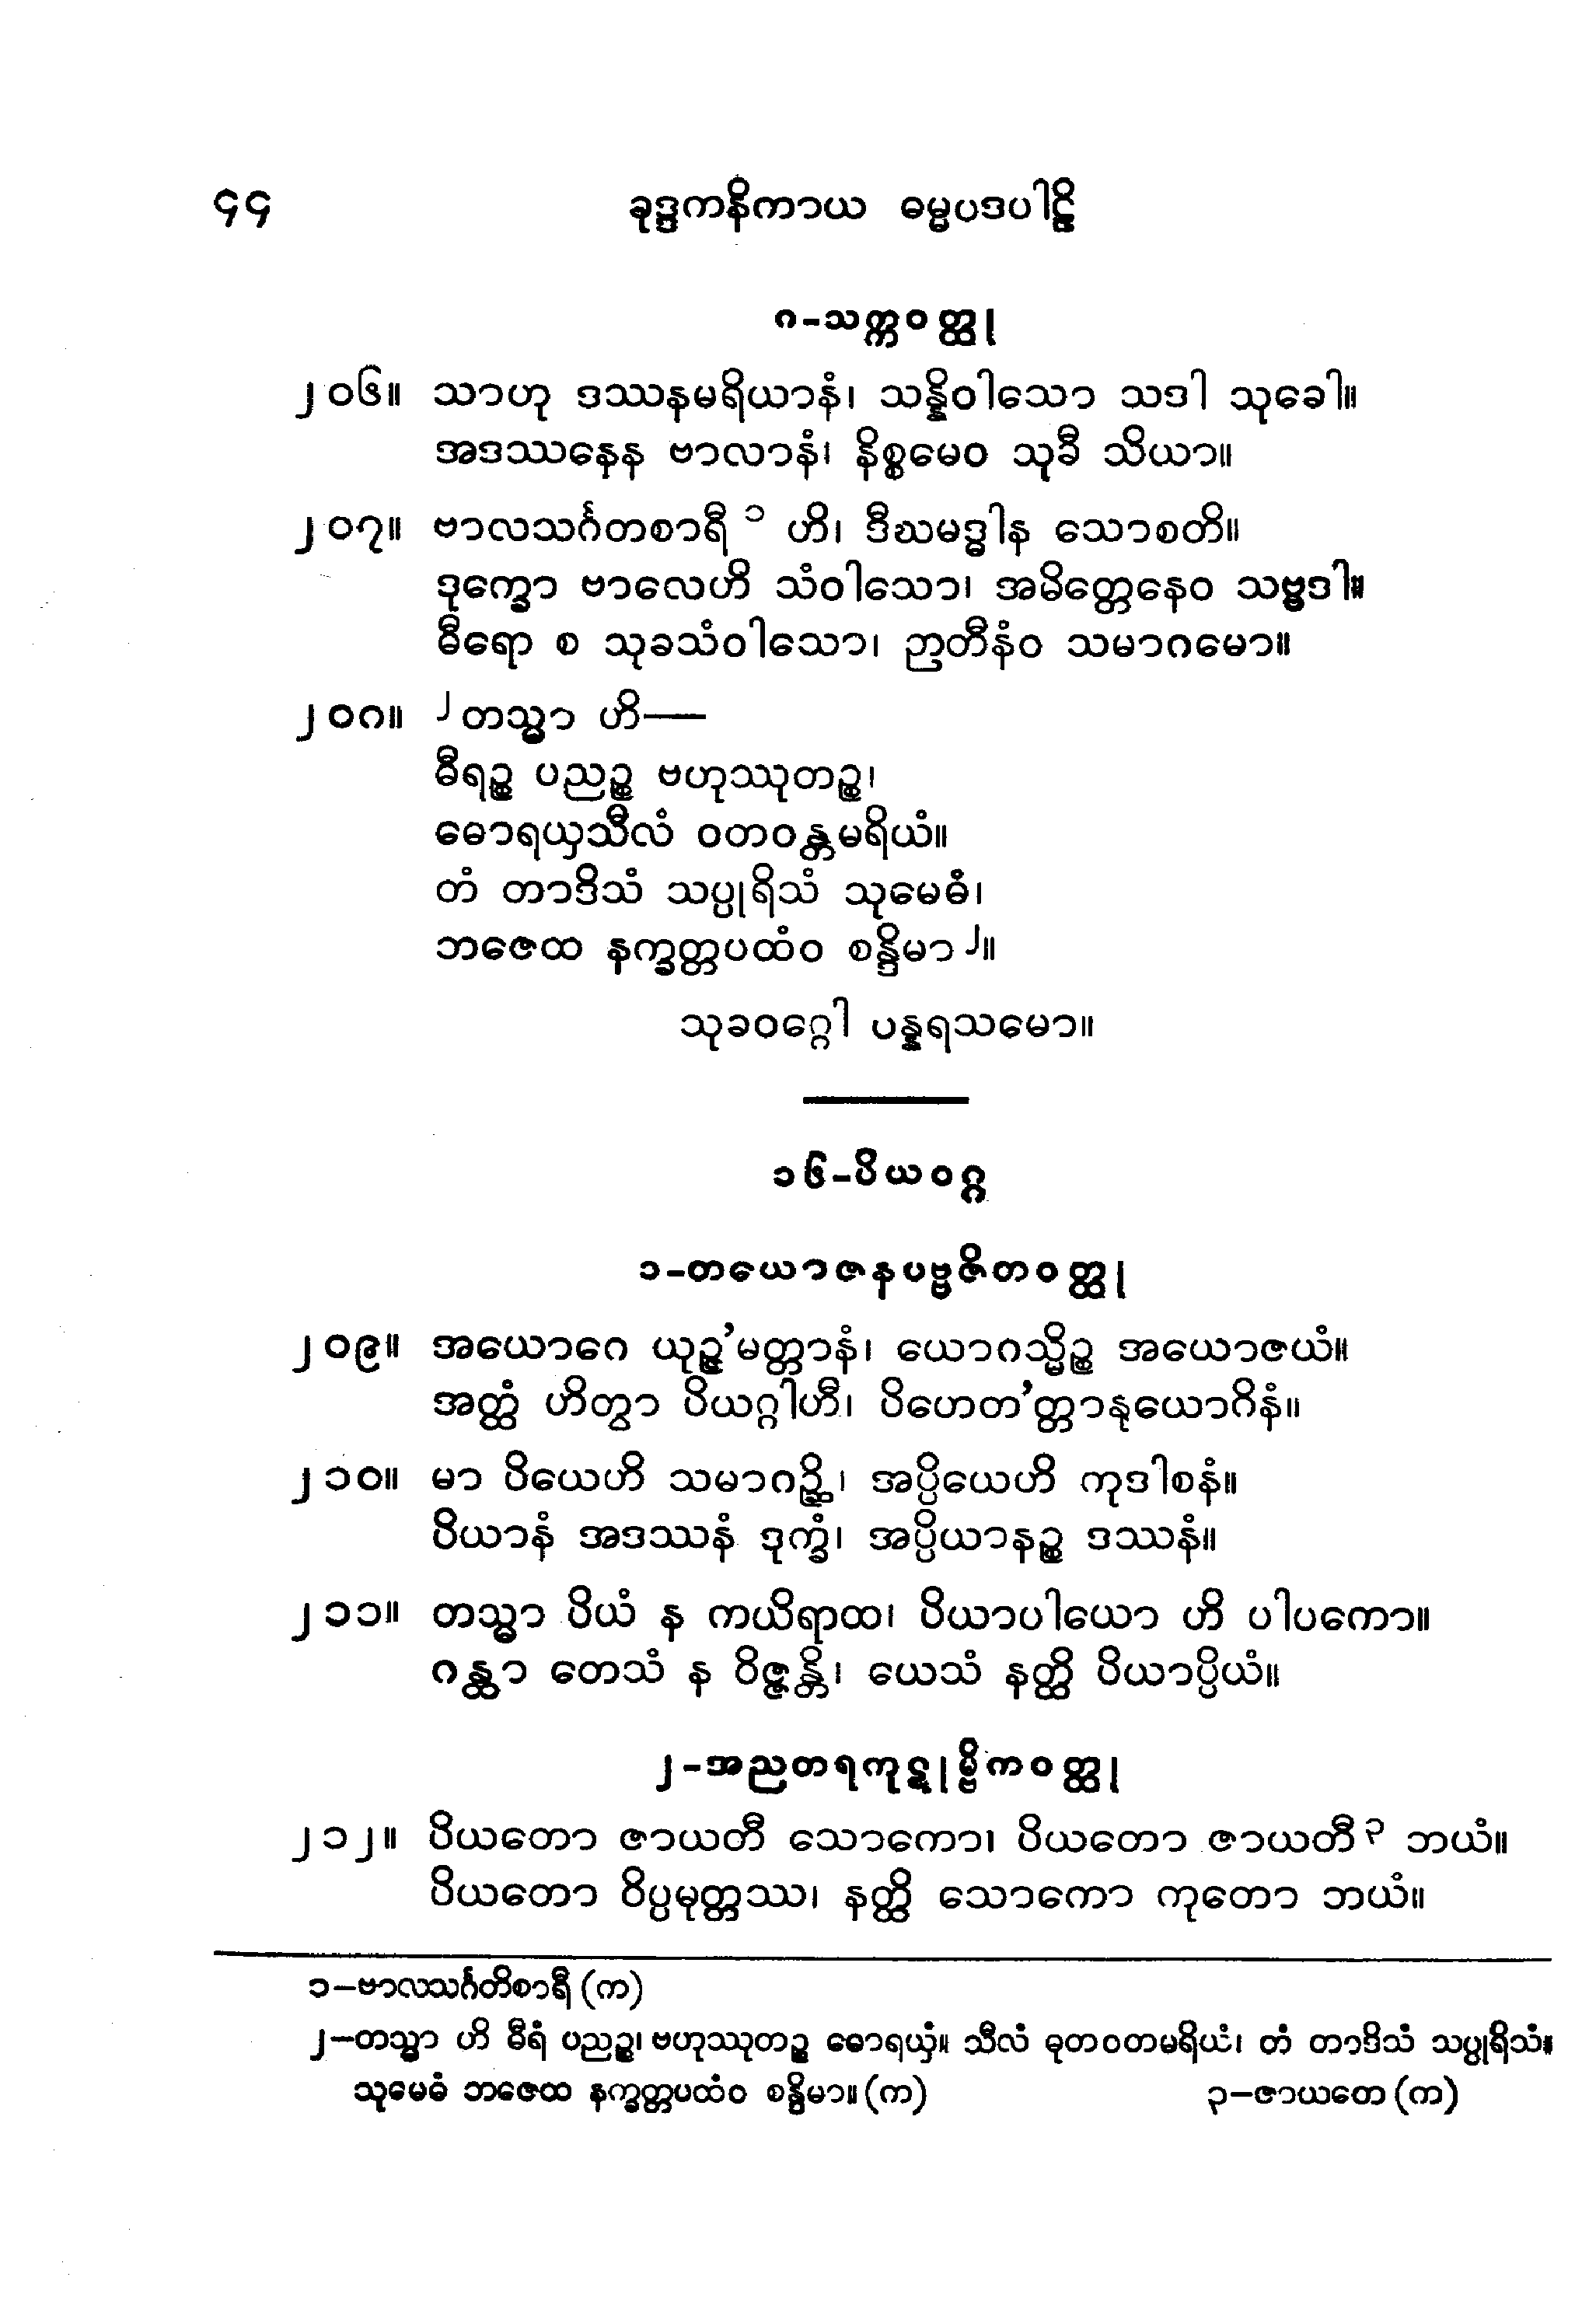 ၄၄ ခုဒ္ဒကနိကာယ ဓမ္မပဒပါဠိ
၈-သက္ကဝတ္ထု
၂၀၆။ သာဟု ဒဿနမရိယာနံ၊ သန္နိဝါသော သဒါ သုခေါ။
အဒဿနေန ဗာလာနံ၊ နိစ္စမေဝ သုခီ သိယာ။
၂၀၇။ ဗာလသင်္ဂတစာရီ ၁ ဟိ၊ ဒီဃမဒ္ဓါန သောစတိ။
ဒုက္ခော ဗာလေဟိ သံဝါသော၊ အမိတ္တေနေဝ သဗ္ဗဒါ။
ဓီရော စ သုခသံဝါသော၊ ဉာတီနံဝ သမာဂမော။
၂၀၈။ ၂တသ္မာ ဟိ—
ဓီရဉ္စ ပညဉ္စ ဗဟုဿုတဉ္စ၊
ဓောရယှသီလံ ဝတဝန္တမရိယံ။
တံ တာဒိသံ သပ္ပုရိသံ သုမေဓံ၊
ဘဇေထ နက္ခတ္တပထံဝ စန္ဒိမာ၂။
သုခဝဂ္ဂေါ ပန္နရသမော။
၁၆-ပိယဝဂ္ဂ
၁-တယောဇနပဗ္ဗဇိတဝတ္ထု
၂၀၉။ အယောဂေ ယုဉ္ဇ’မတ္တာနံ၊ ယောဂသ္မိဉ္စ အယောဇယံ။
အတ္ထံ ဟိတွာ ပိယဂ္ဂါဟီ၊ ပိဟေတ’တ္တာနုယောဂိနံ။
၂၁၀။ မာ ပိယေဟိ သမာဂဉ္ဆိ၊ အပ္ပိယေဟိ ကုဒါစနံ။
ပိယာနံ အဒဿနံ ဒုက္ခံ၊ အပ္ပိယာနဉ္စ ဒဿနံ။
၂၁၁။ တသ္မာ ပိယံ န ကယိရာထ၊ ပိယာပါယော ဟိ ပါပကော။
ဂန္ထာ တေသံ န ဝိဇ္ဇန္တိ၊ ယေသံ နတ္ထိ ပိယာပ္ပိယံ။
၂-အညတရကုဋုမ္ဗိကဝတ္ထု
၂၁၂။ ပိယတော ဇာယတီ သောကော၊ ပိယတော ဇာယတီ၃ ဘယံ။
ပိယတော ဝိပ္ပမုတ္တဿ၊ နတ္ထိ သောကော ကုတော ဘယံ။
၁-ဗာလသင်္ဂတိစာရီ (က)
၂-တသ္မာ ဟိ ဓီရံ ပညဉ္စ၊ ဗဟုဿုတဉ္စ ဓောရယှံ။ သီလံ ဓုတဝတမရိယံ၊ တံ တာဒိသံ သပ္ပုရိသံ။
သုမေဓံ ဘဇေထ နက္ခတ္တပထံဝ စန္ဒိမာ။ (က) ၃-ဇာယတေ (က)